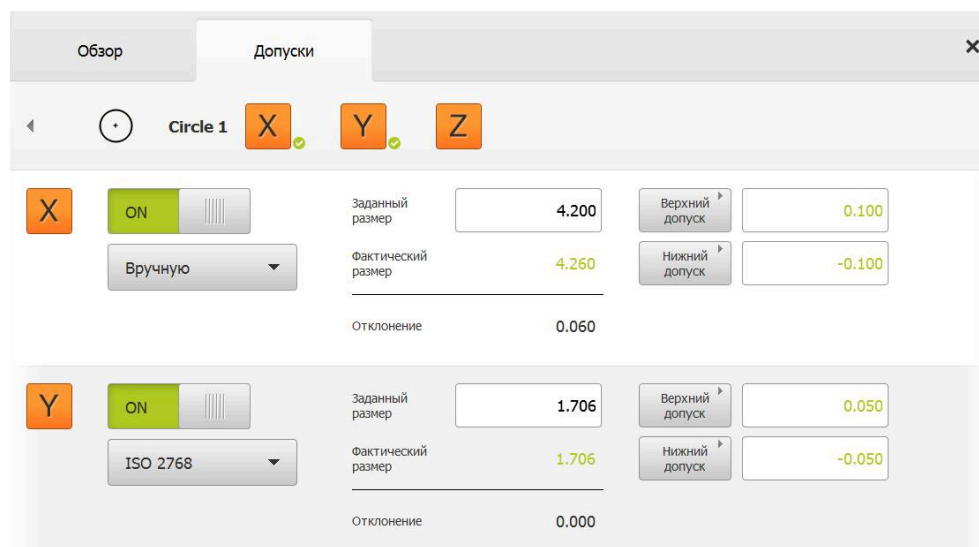 Обзор
Допуски
Circle 1 X Y Z
X
ON
Заданный размер
4.200
Верхний допуск
0.100
Вручную
Фактический размер
4.260
Нижний допуск
-0.100
Отклонение
0.060
Y
ON
Заданный размер
1.706
Верхний допуск
0.050
ISO 2768
Фактический размер
1.706
Нижний допуск
-0.050
Отклонение
0.000